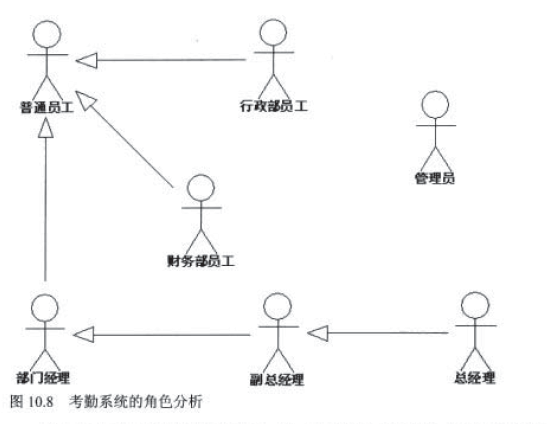 普通员工
行政部员工
管理员
财务部员工
部门经理
副总经理
总经理
图 10.8 考勤系统的角色分析